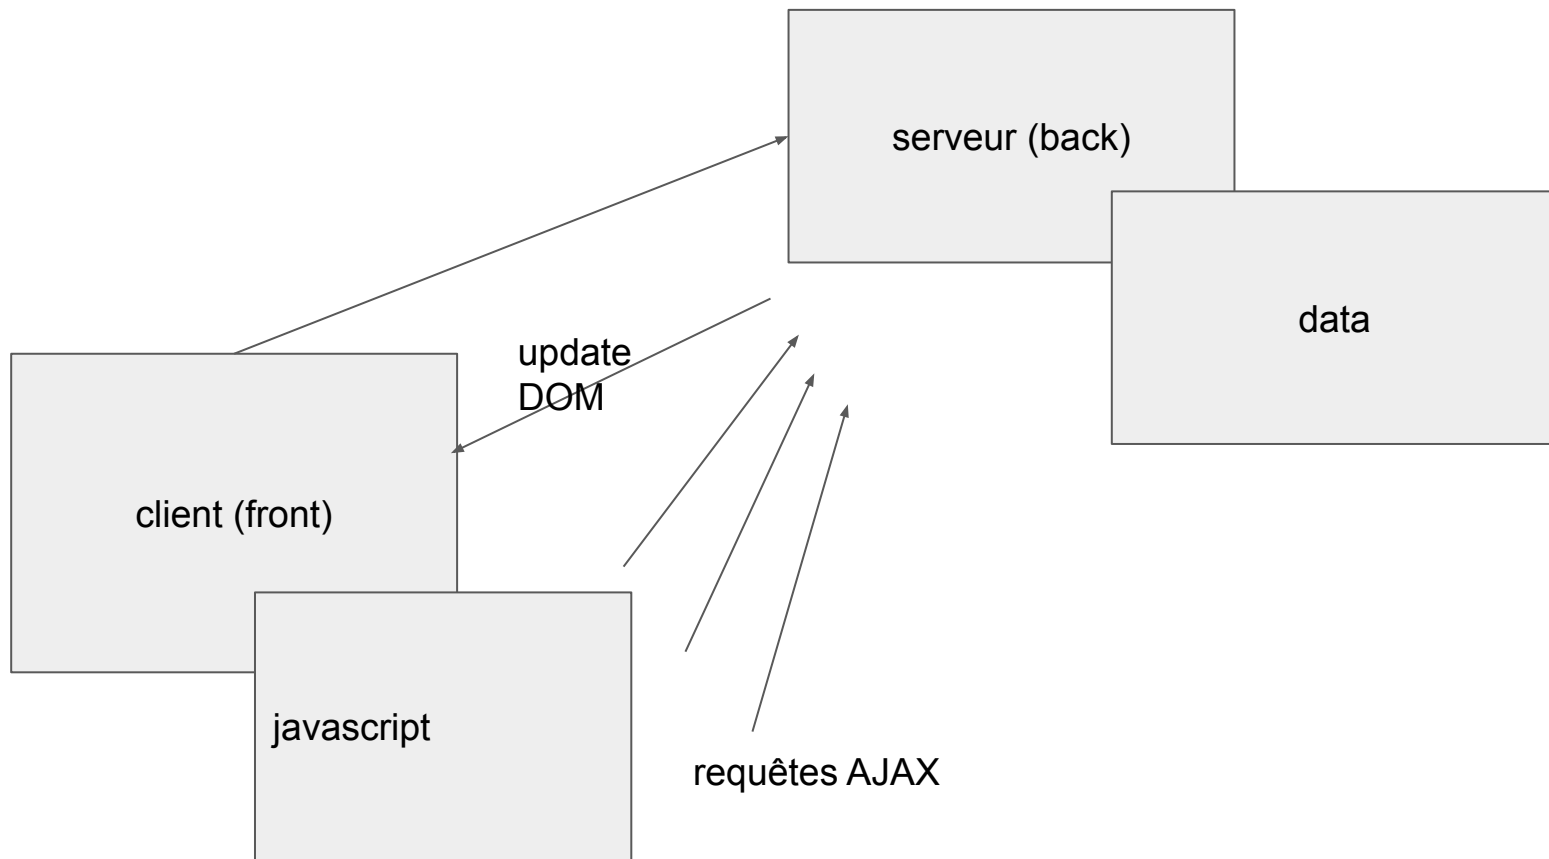 serveur (back)
data
update
DOM
client (front)
javascript
requêtes AJAX